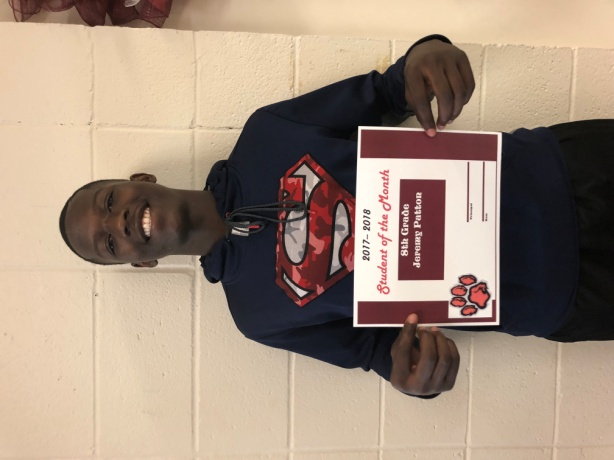 2017-2018
Student of the Month
8th Grade
Jeremy Patton